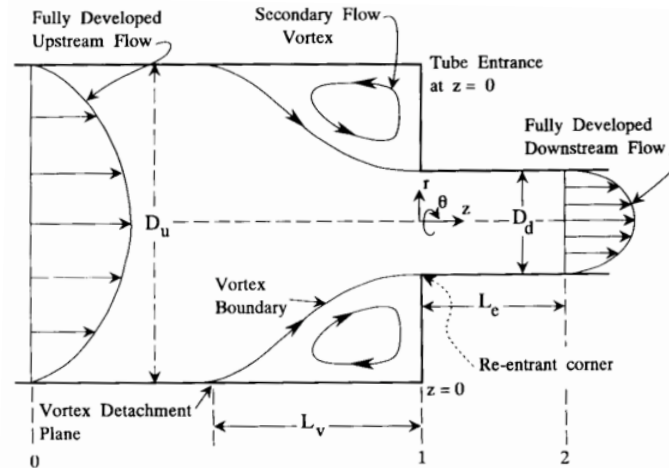 Fully Developed
Upstream Flow
Secondary Flow
Vortex
Tube Entrance
at z = 0
Fully Developed
Downstream Flow
r
θ
z
D_u
D_d
Vortex
Boundary
L_e
Re-entrant corner
z=0
Vortex Detachment
Plane
L_v
0
1
2